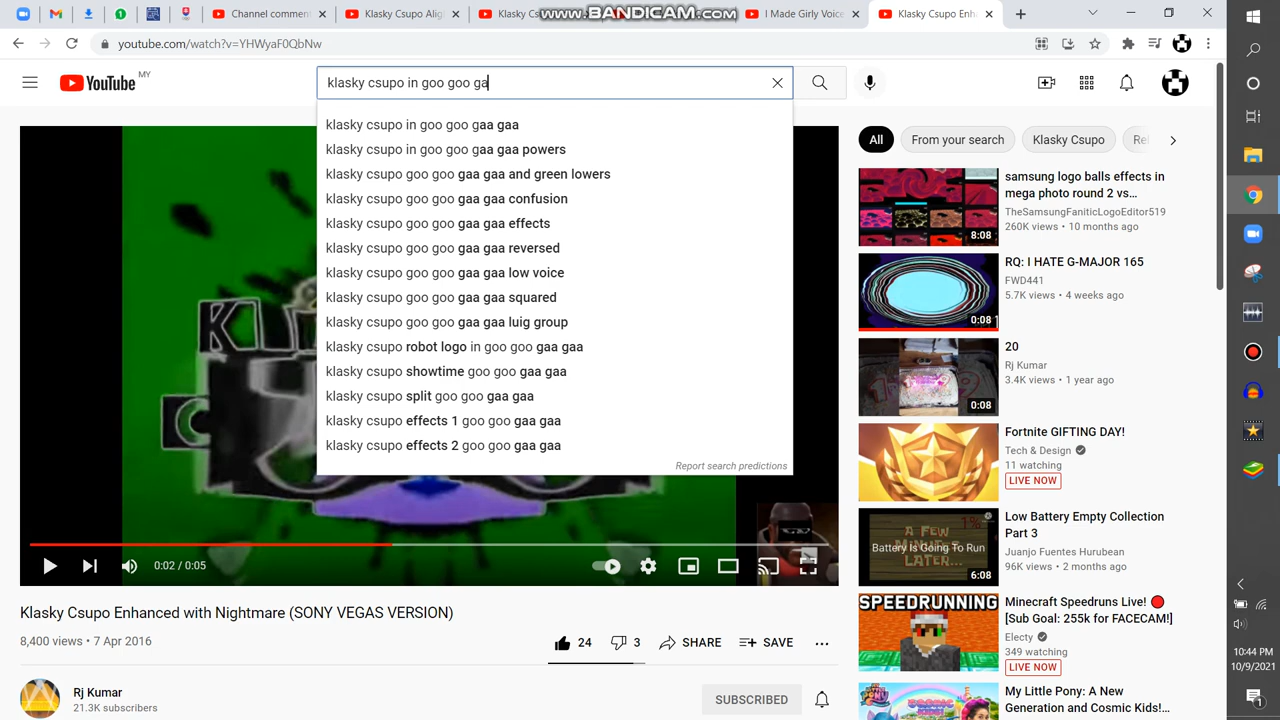 Channel commen
Klasky Csupo Alig
Klasky Cs
www.BANDICAM.com
I Made Girly Voice
Klasky Csupo Enh
youtube.com/watch?v=YHWyaF0QbNw
YouTube MY
klasky csupo in goo goo ga
klasky csupo in goo goo gaa gaa
klasky csupo in goo goo gaa gaa powers
klasky csupo goo goo gaa gaa and green lowers
klasky csupo goo goo gaa gaa confusion
klasky csupo goo goo gaa gaa effects
klasky csupo goo goo gaa gaa reversed
klasky csupo goo goo gaa gaa low voice
klasky csupo goo goo gaa gaa squared
klasky csupo goo goo gaa gaa luig group
klasky csupo robot logo in goo goo gaa gaa
klasky csupo showtime goo goo gaa gaa
klasky csupo split goo goo gaa gaa
klasky csupo effects 1 goo goo gaa gaa
klasky csupo effects 2 goo goo gaa gaa
Report search predictions
0:02 / 0:05
Klasky Csupo Enhanced with Nightmare (SONY VEGAS VERSION)
8,400 views • 7 Apr 2016
24
3
SHARE
SAVE
Rj Kumar
21.3K subscribers
SUBSCRIBED
All
From your search
Klasky Csupo
Rel
samsung logo balls effects in
mega photo round 2 vs...
TheSamsungFaniticLogoEditor519
260K views • 10 months ago
8:08
RQ: I HATE G-MAJOR 165
FWD441
5.7K views • 4 weeks ago
0:08
20
Rj Kumar
3.4K views • 1 year ago
0:08
Fortnite GIFTING DAY!
Tech & Design
11 watching
LIVE NOW
Low Battery Empty Collection
Part 3
Juanjo Fuentes Hurubean
96K views • 2 months ago
A FEW
MINUTES
LATER...
1%
Battery Is Going To Run
6:08
Minecraft Speedruns Live! 🔴
[Sub Goal: 255k for FACECAM!]
Electy
349 watching
LIVE NOW
SPEEDRUNNING
My Little Pony: A New
Generation and Cosmic Kids!...
10:44 PM
10/9/2021
1